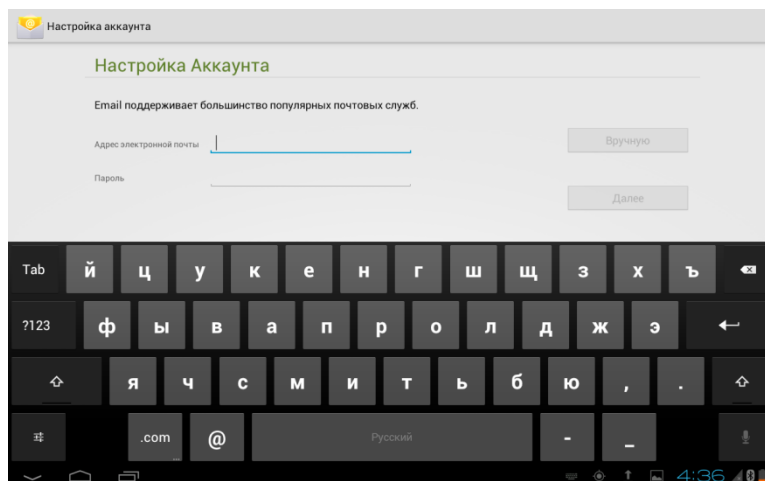 Настройка аккаунта
Настройка Аккаунта
Email поддерживает большинство популярных почтовых служб.
Адрес электронной почты
Вручную
Пароль
Далее
Tab й ц у к е н г ш щ з х ъ
?123 ф ы в а п р о л д ж э
я ч с м и т ь б ю , .
.com @ Русский - _
4:36